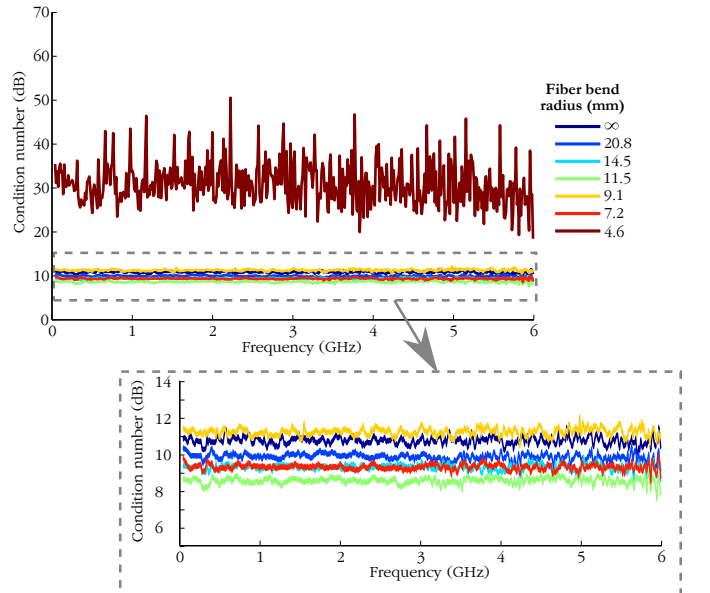 70
60
50
40
30
20
10
0
Condition number (dB)
0 1 2 3 4 5 6
Frequency (GHz)
Fiber bend
radius (mm)
∞
20.8
14.5
11.5
9.1
7.2
4.6
14
12
10
8
6
Condition number (dB)
0 1 2 3 4 5 6
Frequency (GHz)